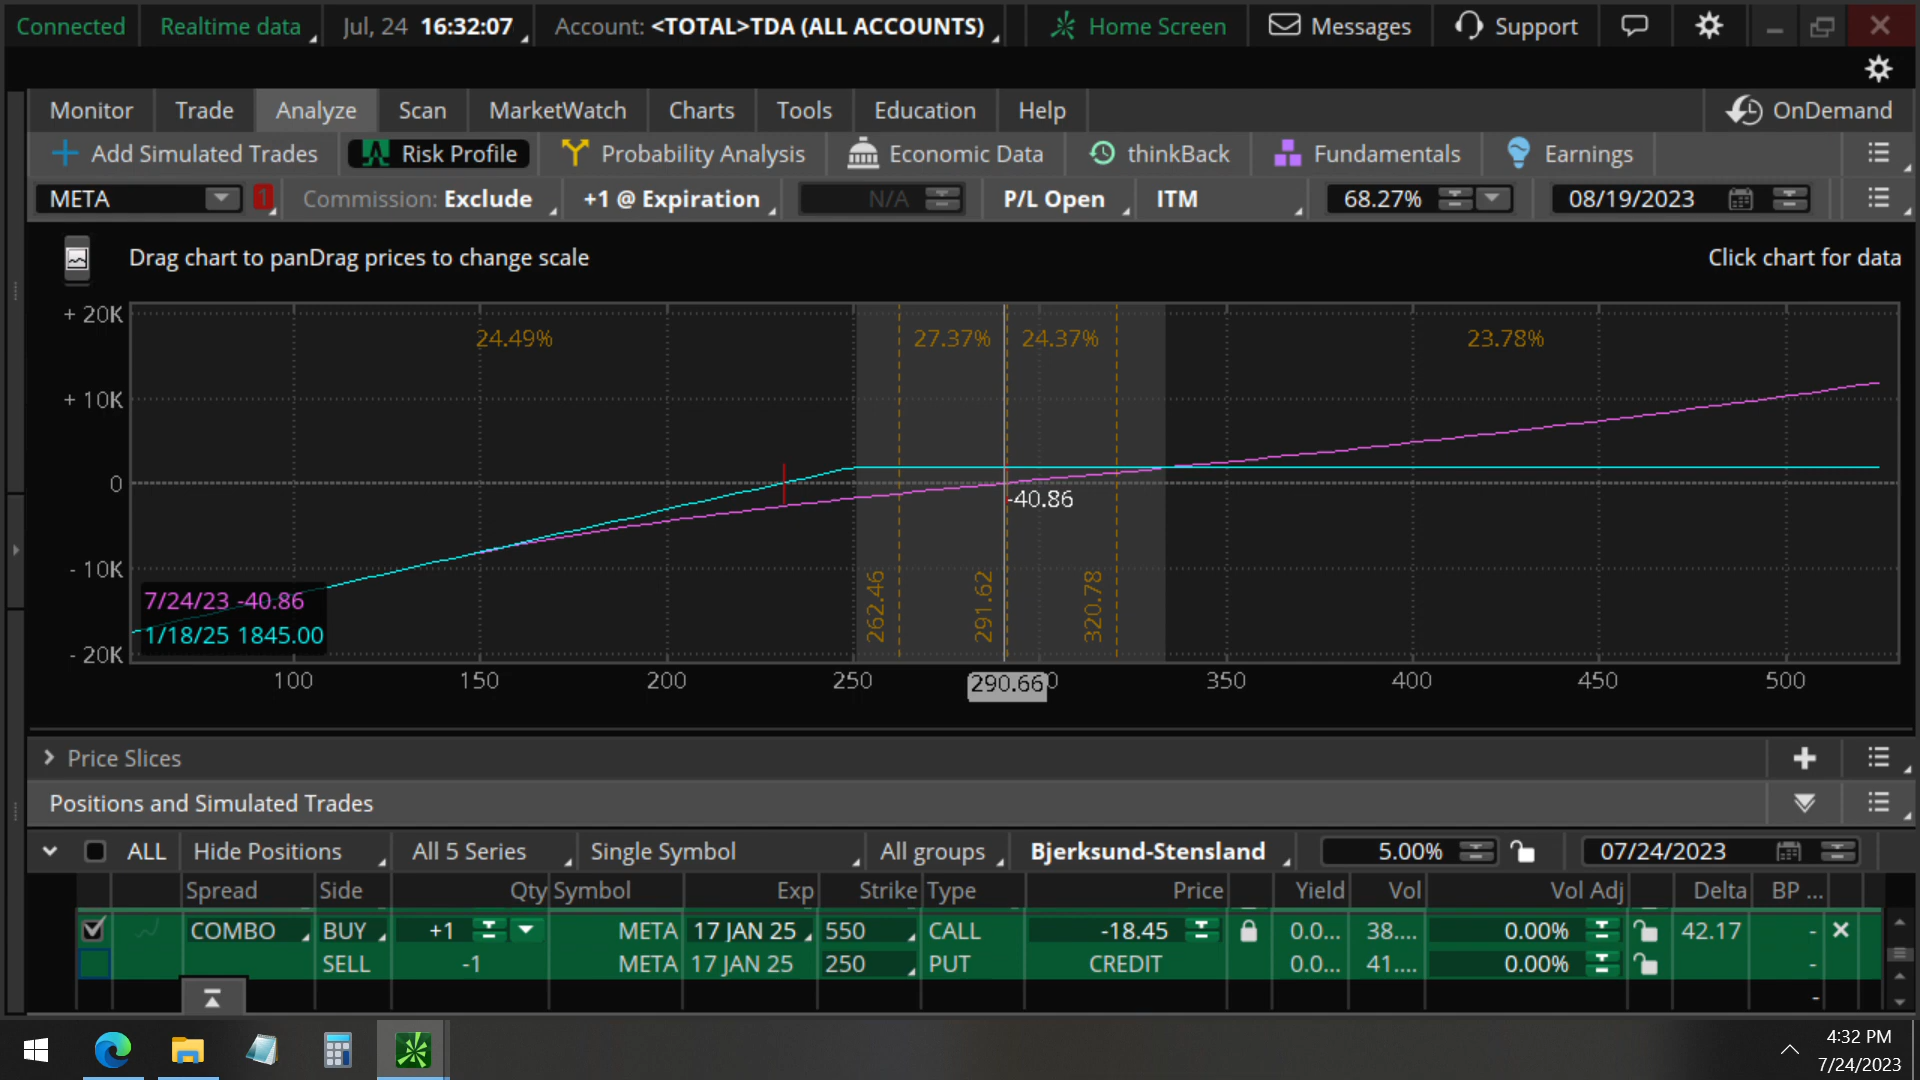 Connected Realtime data Jul, 24 16:32:07 Account: <TOTAL>TDA (ALL ACCOUNTS) Home Screen Messages Support
Monitor Trade Analyze Scan MarketWatch Charts Tools Education Help OnDemand
Add Simulated Trades Risk Profile Probability Analysis Economic Data thinkBack Fundamentals Earnings
META 1 Commission: Exclude +1 @ Expiration N/A P/L Open ITM 68.27% 08/19/2023
Drag chart to panDrag prices to change scale Click chart for data
+ 20K
24.49% 27.37% 24.37% 23.78%
+ 10K
0
-40.86
- 10K
262.46 291.62 320.78
7/24/23 -40.86
1/18/25 1845.00
- 20K
100 150 200 250 290.66 350 400 450 500
Price Slices
Positions and Simulated Trades
ALL Hide Positions All 5 Series Single Symbol All groups Bjerksund-Stensland 5.00% 07/24/2023
Spread Side Qty Symbol Exp Strike Type Price Yield Vol Vol Adj Delta BP ...
COMBO BUY +1 META 17 JAN 25 550 CALL -18.45 0.0... 38.... 0.00% 42.17 -
SELL -1 META 17 JAN 25 250 PUT CREDIT 0.0... 41.... 0.00% -
-
4:32 PM
7/24/2023